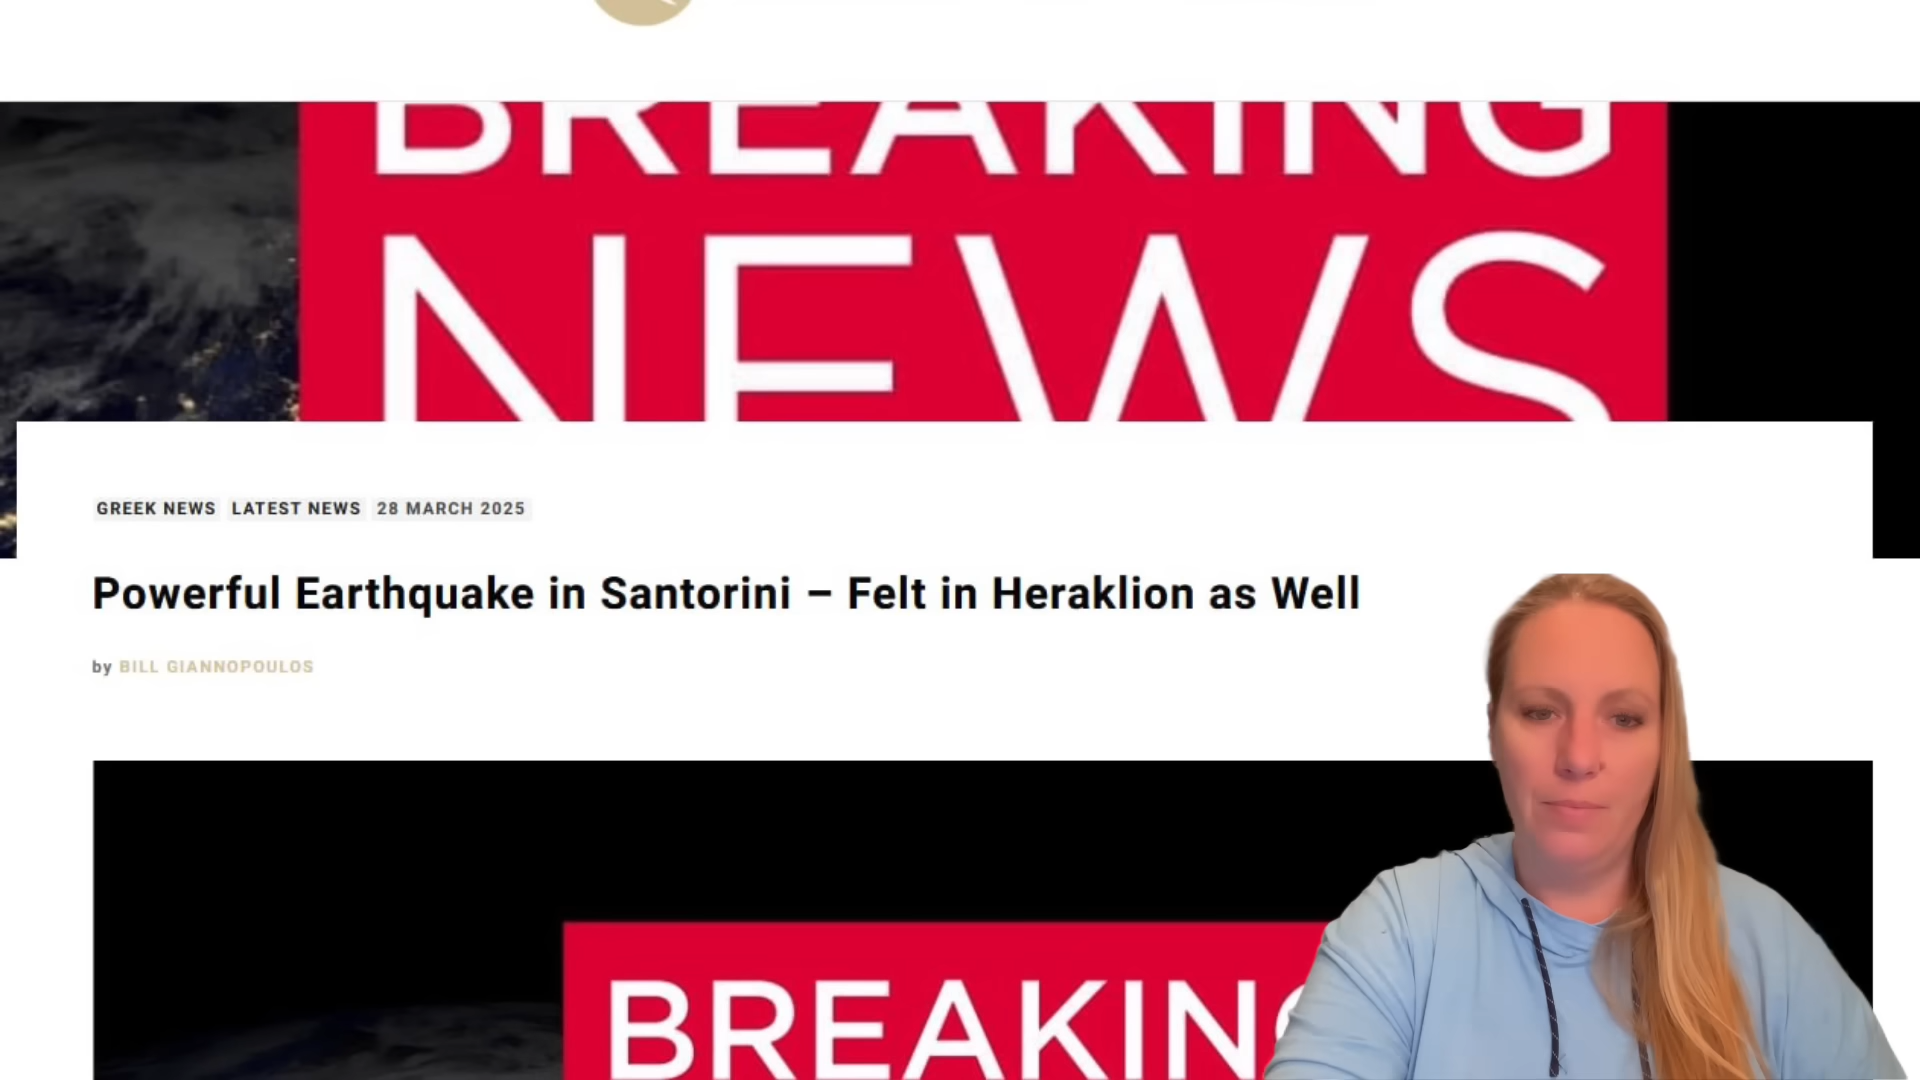 BREAKING
NEWS
GREEK NEWS LATEST NEWS 28 MARCH 2025
Powerful Earthquake in Santorini – Felt in Heraklion as Well
by BILL GIANNOPOULOS
BREAKING